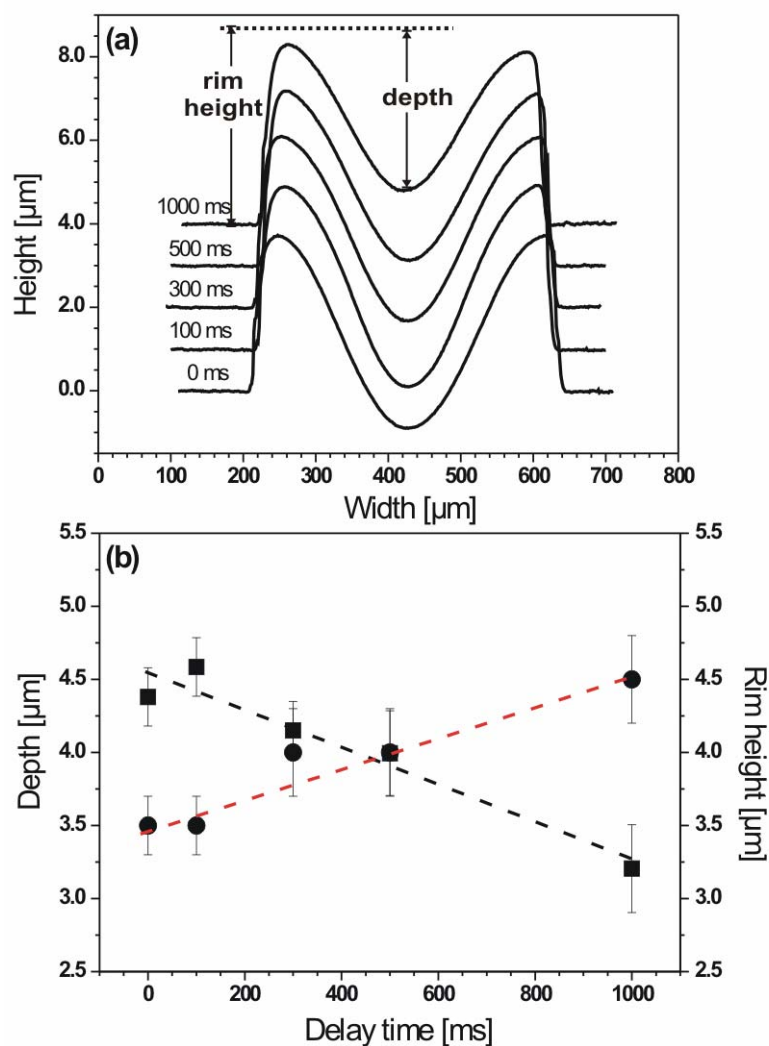 (a)
8.0
rim
height
depth
6.0
Height [µm]
1000 ms
4.0
500 ms
300 ms
2.0
100 ms
0 ms
0.0
0 100 200 300 400 500 600 700 800
Width [µm]
(b)
5.5 5.5
5.0 5.0
4.5 4.5
Depth [µm]
4.0 4.0
Rim height
[µm]
3.5 3.5
3.0 3.0
2.5 2.5
0 200 400 600 800 1000
Delay time [ms]